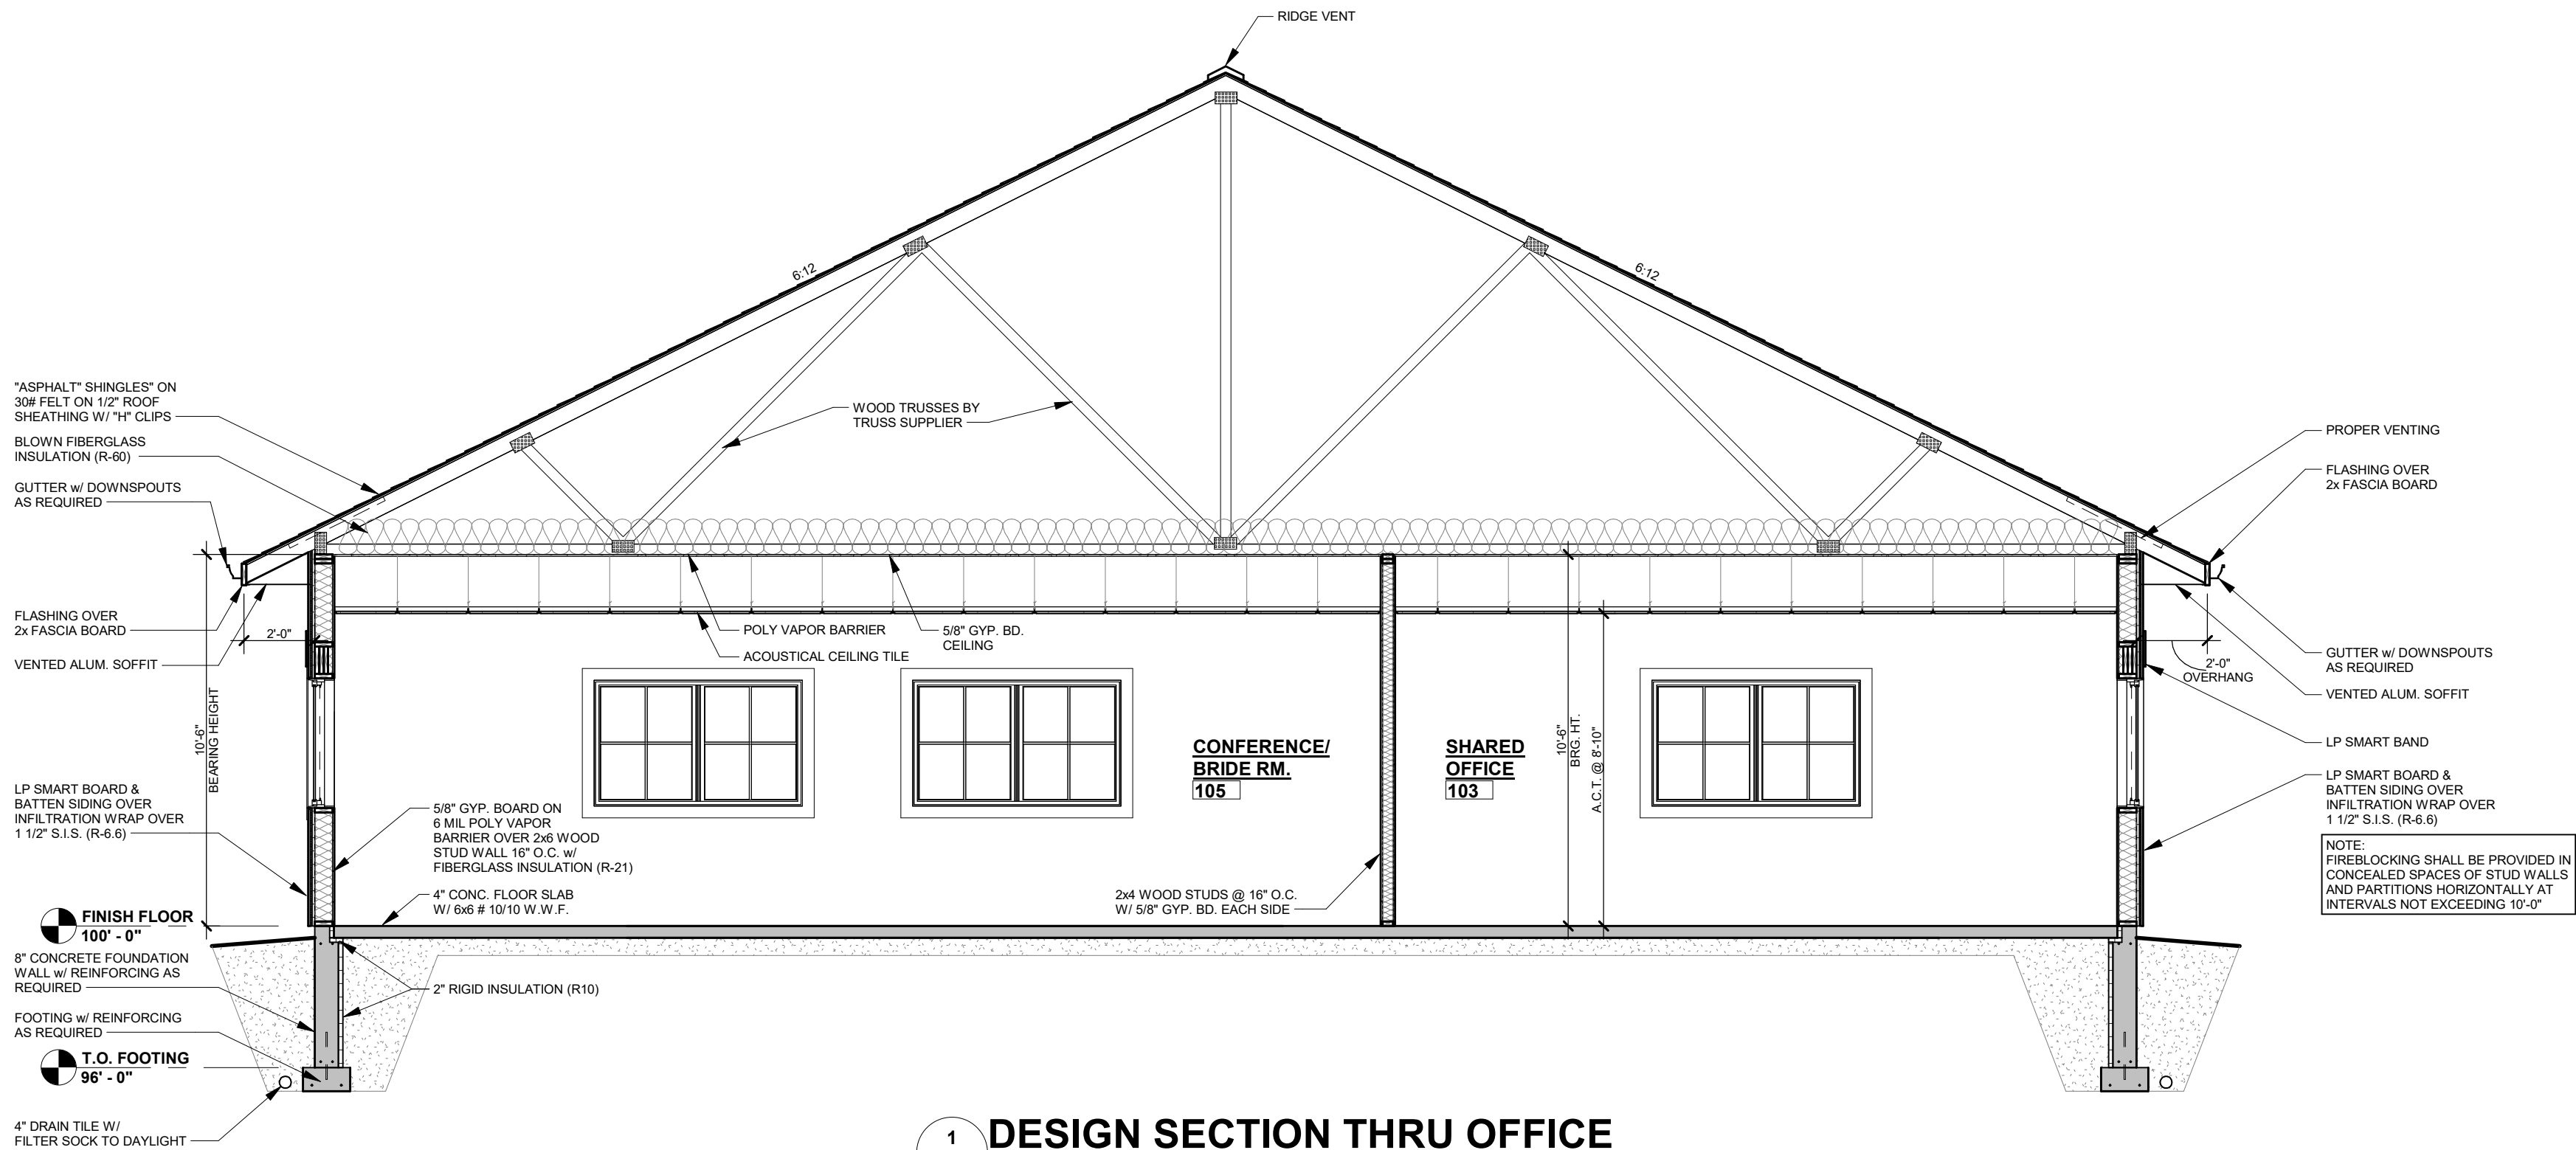 RIDGE VENT
6:12
6:12
"ASPHALT" SHINGLES" ON
30# FELT ON 1/2" ROOF
SHEATHING W/ "H" CLIPS
BLOWN FIBERGLASS
INSULATION (R-60)
GUTTER w/ DOWNSPOUTS
AS REQUIRED
FLASHING OVER
2x FASCIA BOARD
2'-0"
VENTED ALUM. SOFFIT
10'-6"
BEARING HEIGHT
LP SMART BOARD &
BATTEN SIDING OVER
INFILTRATION WRAP OVER
1 1/2" S.I.S. (R-6.6)
FINISH FLOOR
100' - 0"
8" CONCRETE FOUNDATION
WALL w/ REINFORCING AS
REQUIRED
FOOTING w/ REINFORCING
AS REQUIRED
T.O. FOOTING
96' - 0"
4" DRAIN TILE W/
FILTER SOCK TO DAYLIGHT
WOOD TRUSSES BY
TRUSS SUPPLIER
POLY VAPOR BARRIER
ACOUSTICAL CEILING TILE
5/8" GYP. BD.
CEILING
CONFERENCE/
BRIDE RM.
105
SHARED
OFFICE
103
10'-6"
BRG. HT.
A.C.T. @ 8'-10"
5/8" GYP. BOARD ON
6 MIL POLY VAPOR
BARRIER OVER 2x6 WOOD
STUD WALL 16" O.C. w/
FIBERGLASS INSULATION (R-21)
4" CONC. FLOOR SLAB
W/ 6x6 # 10/10 W.W.F.
2x4 WOOD STUDS @ 16" O.C.
W/ 5/8" GYP. BD. EACH SIDE
2" RIGID INSULATION (R10)
PROPER VENTING
FLASHING OVER
2x FASCIA BOARD
2'-0"
OVERHANG
GUTTER w/ DOWNSPOUTS
AS REQUIRED
VENTED ALUM. SOFFIT
LP SMART BAND
LP SMART BOARD &
BATTEN SIDING OVER
INFILTRATION WRAP OVER
1 1/2" S.I.S. (R-6.6)
NOTE:
FIREBLOCKING SHALL BE PROVIDED IN
CONCEALED SPACES OF STUD WALLS
AND PARTITIONS HORIZONTALLY AT
INTERVALS NOT EXCEEDING 10'-0"
1
DESIGN SECTION THRU OFFICE